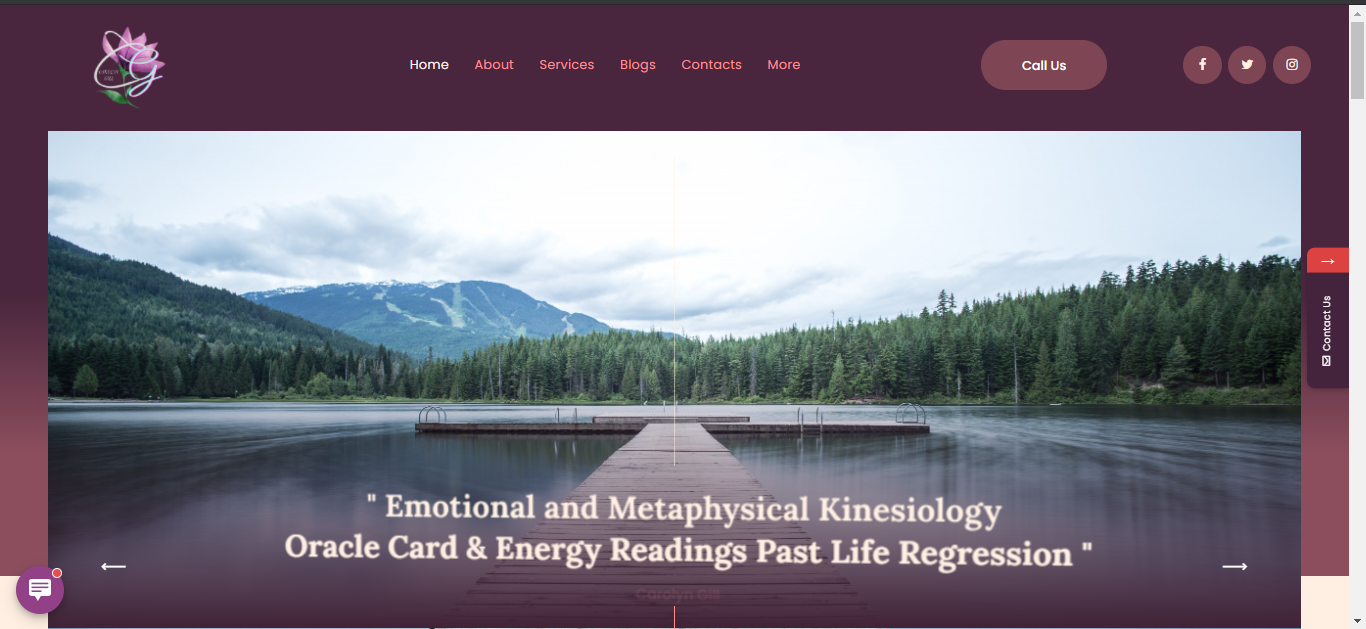 Home About Services Blogs Contacts More
Call Us
Contact Us
" Emotional and Metaphysical Kinesiology
Oracle Card & Energy Readings Past Life Regression "
Carolyn Gill